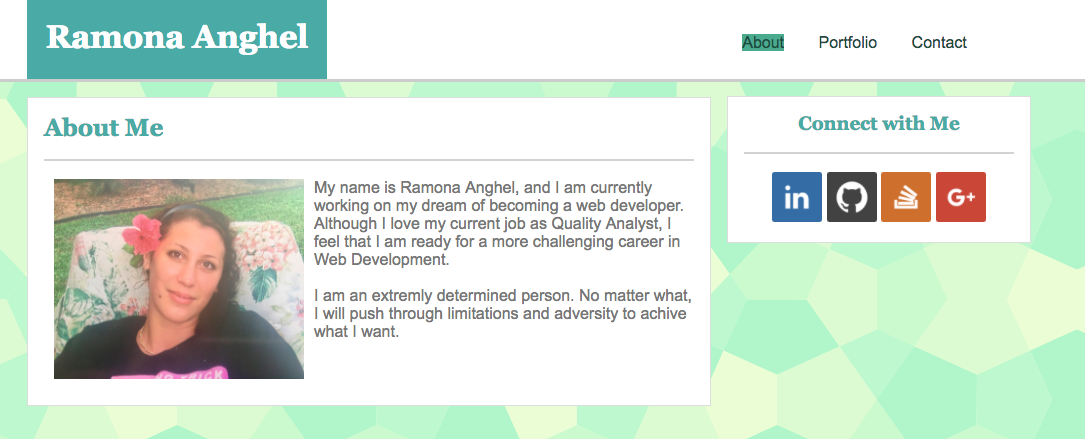 Ramona Anghel
About Portfolio Contact
About Me
My name is Ramona Anghel, and I am currently
working on my dream of becoming a web developer.
Although I love my current job as Quality Analyst, I
feel that I am ready for a more challenging career in
Web Development.
I am an extremly determined person. No matter what,
I will push through limitations and adversity to achive
what I want.
Connect with Me
in
G+